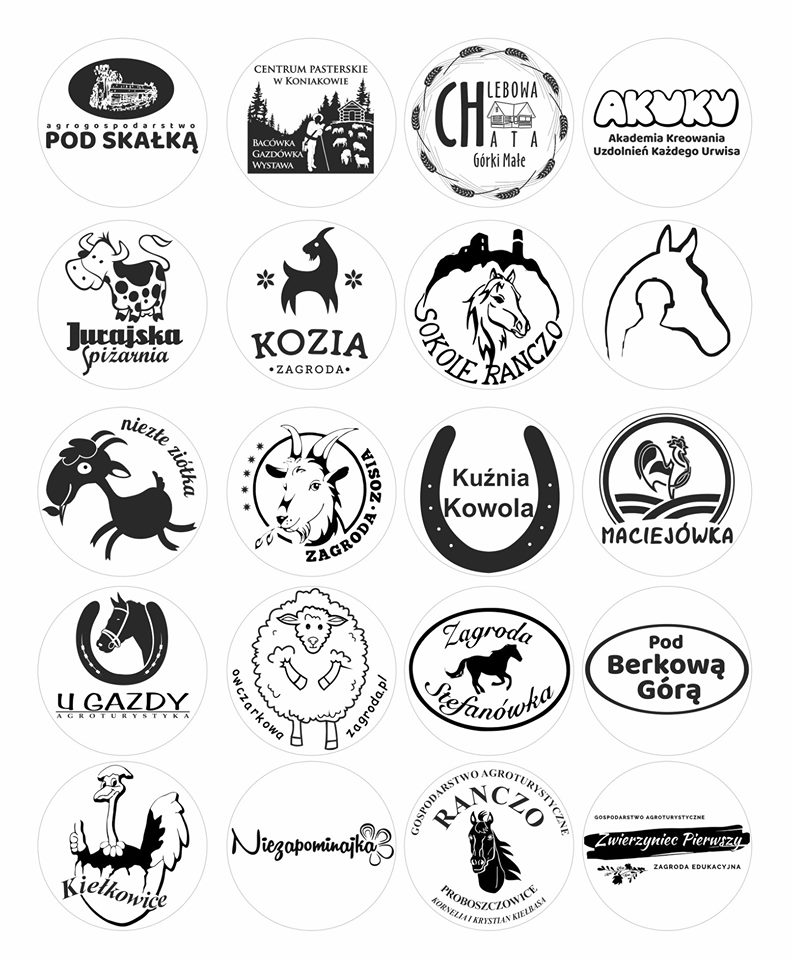 agrogospodarstwo
POD SKAŁKĄ
CENTRUM PASTERSKIE
W KONIAKOWIE
BACÓWKA
GAZDÓWKA
WYSTAWA
CHLEBOWA
CHATA
Górki Małe
AKUKU
Akademia Kreowania
Uzdolnień Każdego Urwisa
Jurajska
Spiżarnia
KOZIA
•ZAGRODA•
SOKOLE RANCZO
niezłe ziółka
ZAGRODA•ZOSIA
Kuźnia
Kowola
MACIEJÓWKA
U GAZDY
AGROTURYSTYKA
owczarkowa zagroda.pl
Zagroda
Stefanówka
Pod
Berkową
Górą
Kiełkowice
Niezapominajka
GOSPODARSTWO AGROTURYSTYCZNE
RANCZO
PROBOSZCZOWICE
KORNELIA I KRYSTIAN KIEŁBASA
GOSPODARSTWO AGROTURYSTYCZNE
Zwierzyniec Pierwszy
ZAGRODA EDUKACYJNA